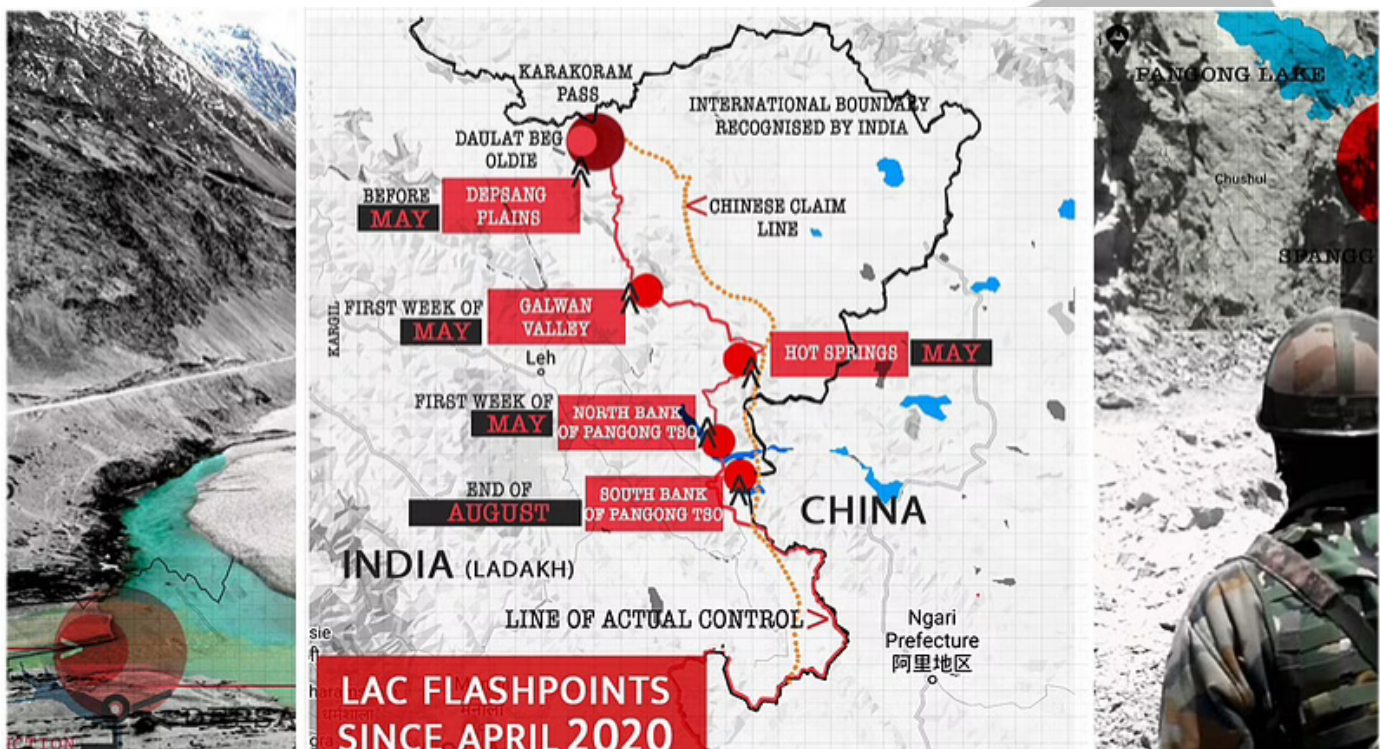 KARAKORAM
PASS
INTERNATIONAL BOUNDARY
RECOGNISED BY INDIA
DAULAT BEG
OLDIE
BEFORE
MAY
DEPSANG
PLAINS
CHINESE CLAIM
LINE
FIRST WEEK OF
MAY
GALWAN
VALLEY
KARGIL
Leh
HOT SPRINGS
MAY
FIRST WEEK OF
MAY
NORTH BANK
OF PANGONG TSO
END OF
AUGUST
SOUTH BANK
OF PANGONG TSO
CHINA
INDIA (LADAKH)
LINE OF ACTUAL CONTROL
Ngari
Prefecture
阿里地区
LAC FLASHPOINTS
SINCE APRIL 2020
PANGONG LAKE
Chushul
SPANGG